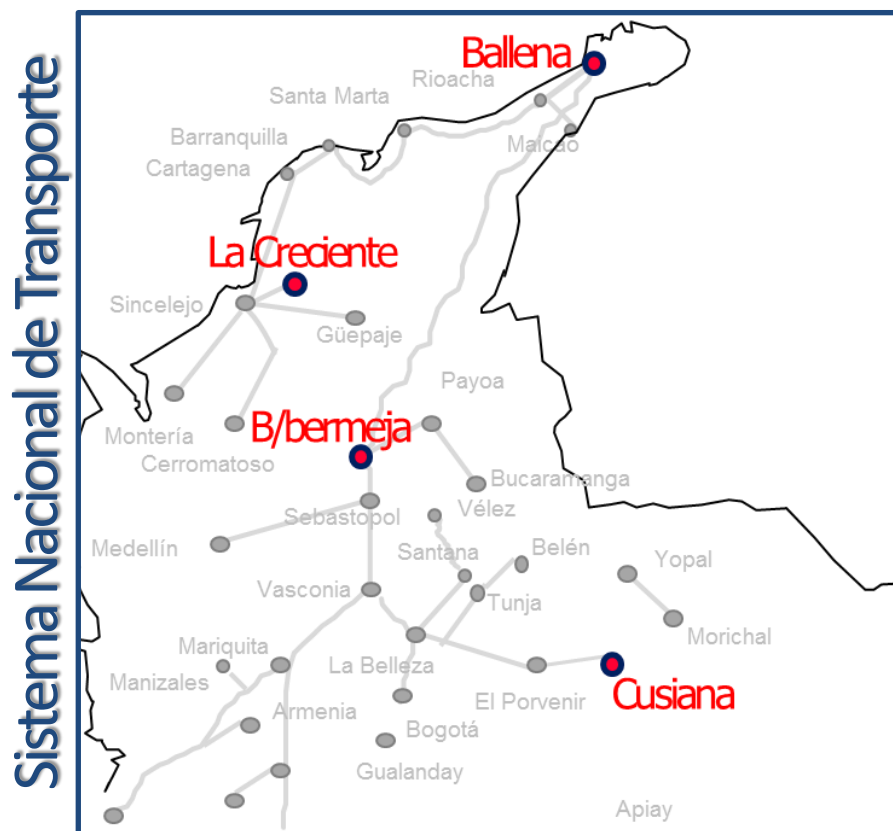 Sistema Nacional de Transporte
Ballena
Rioacha
Santa Marta
Barranquilla
Maicao
Cartagena
La Creciente
Sincelejo
Güepaje
Payoa
Montería
B/bermeja
Cerromatoso
Bucaramanga
Vélez
Sebastopol
Medellín
Santana
Belén
Yopal
Vasconia
Tunja
Morichal
Mariquita
La Belleza
Manizales
El Porvenir
Cusiana
Armenia
Bogotá
Gualanday
Apiay